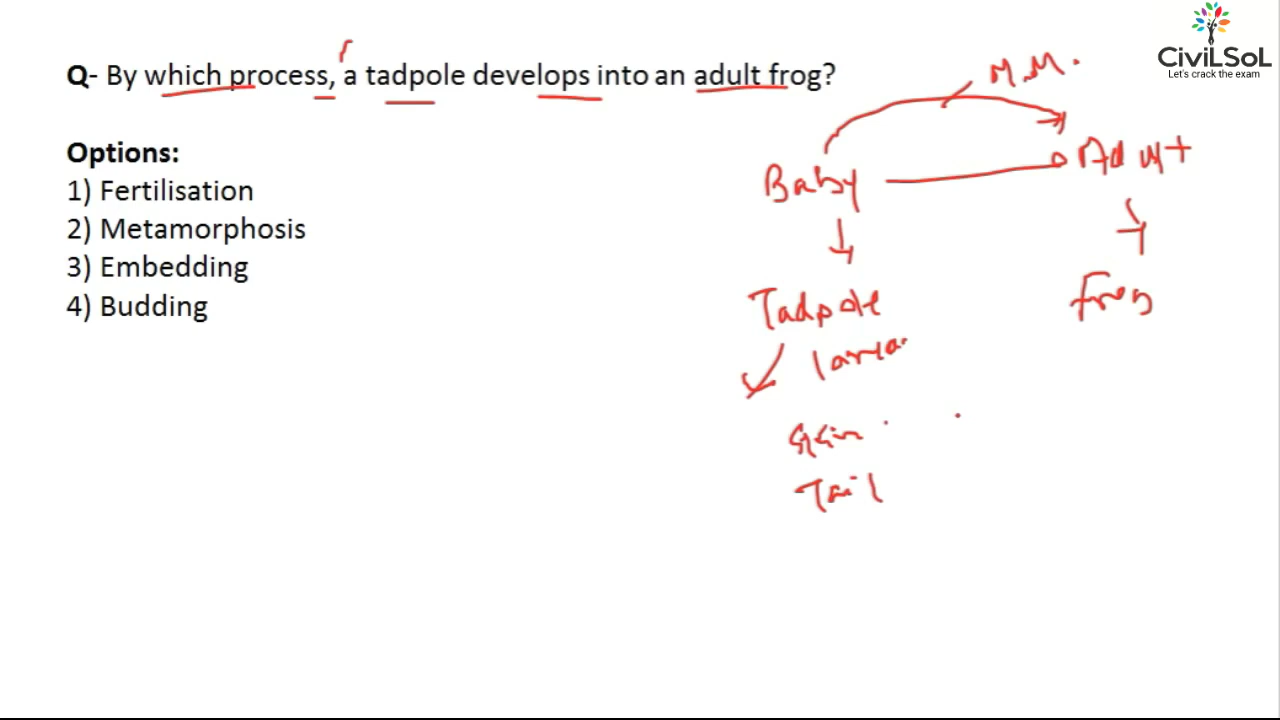 CiViLSoL
Let's crack the exam
Q- By which process, a tadpole develops into an adult frog?
M.M.
Options:
1) Fertilisation
2) Metamorphosis
3) Embedding
4) Budding
Baby
Adult
Tadpole
Frog
larva
Tail